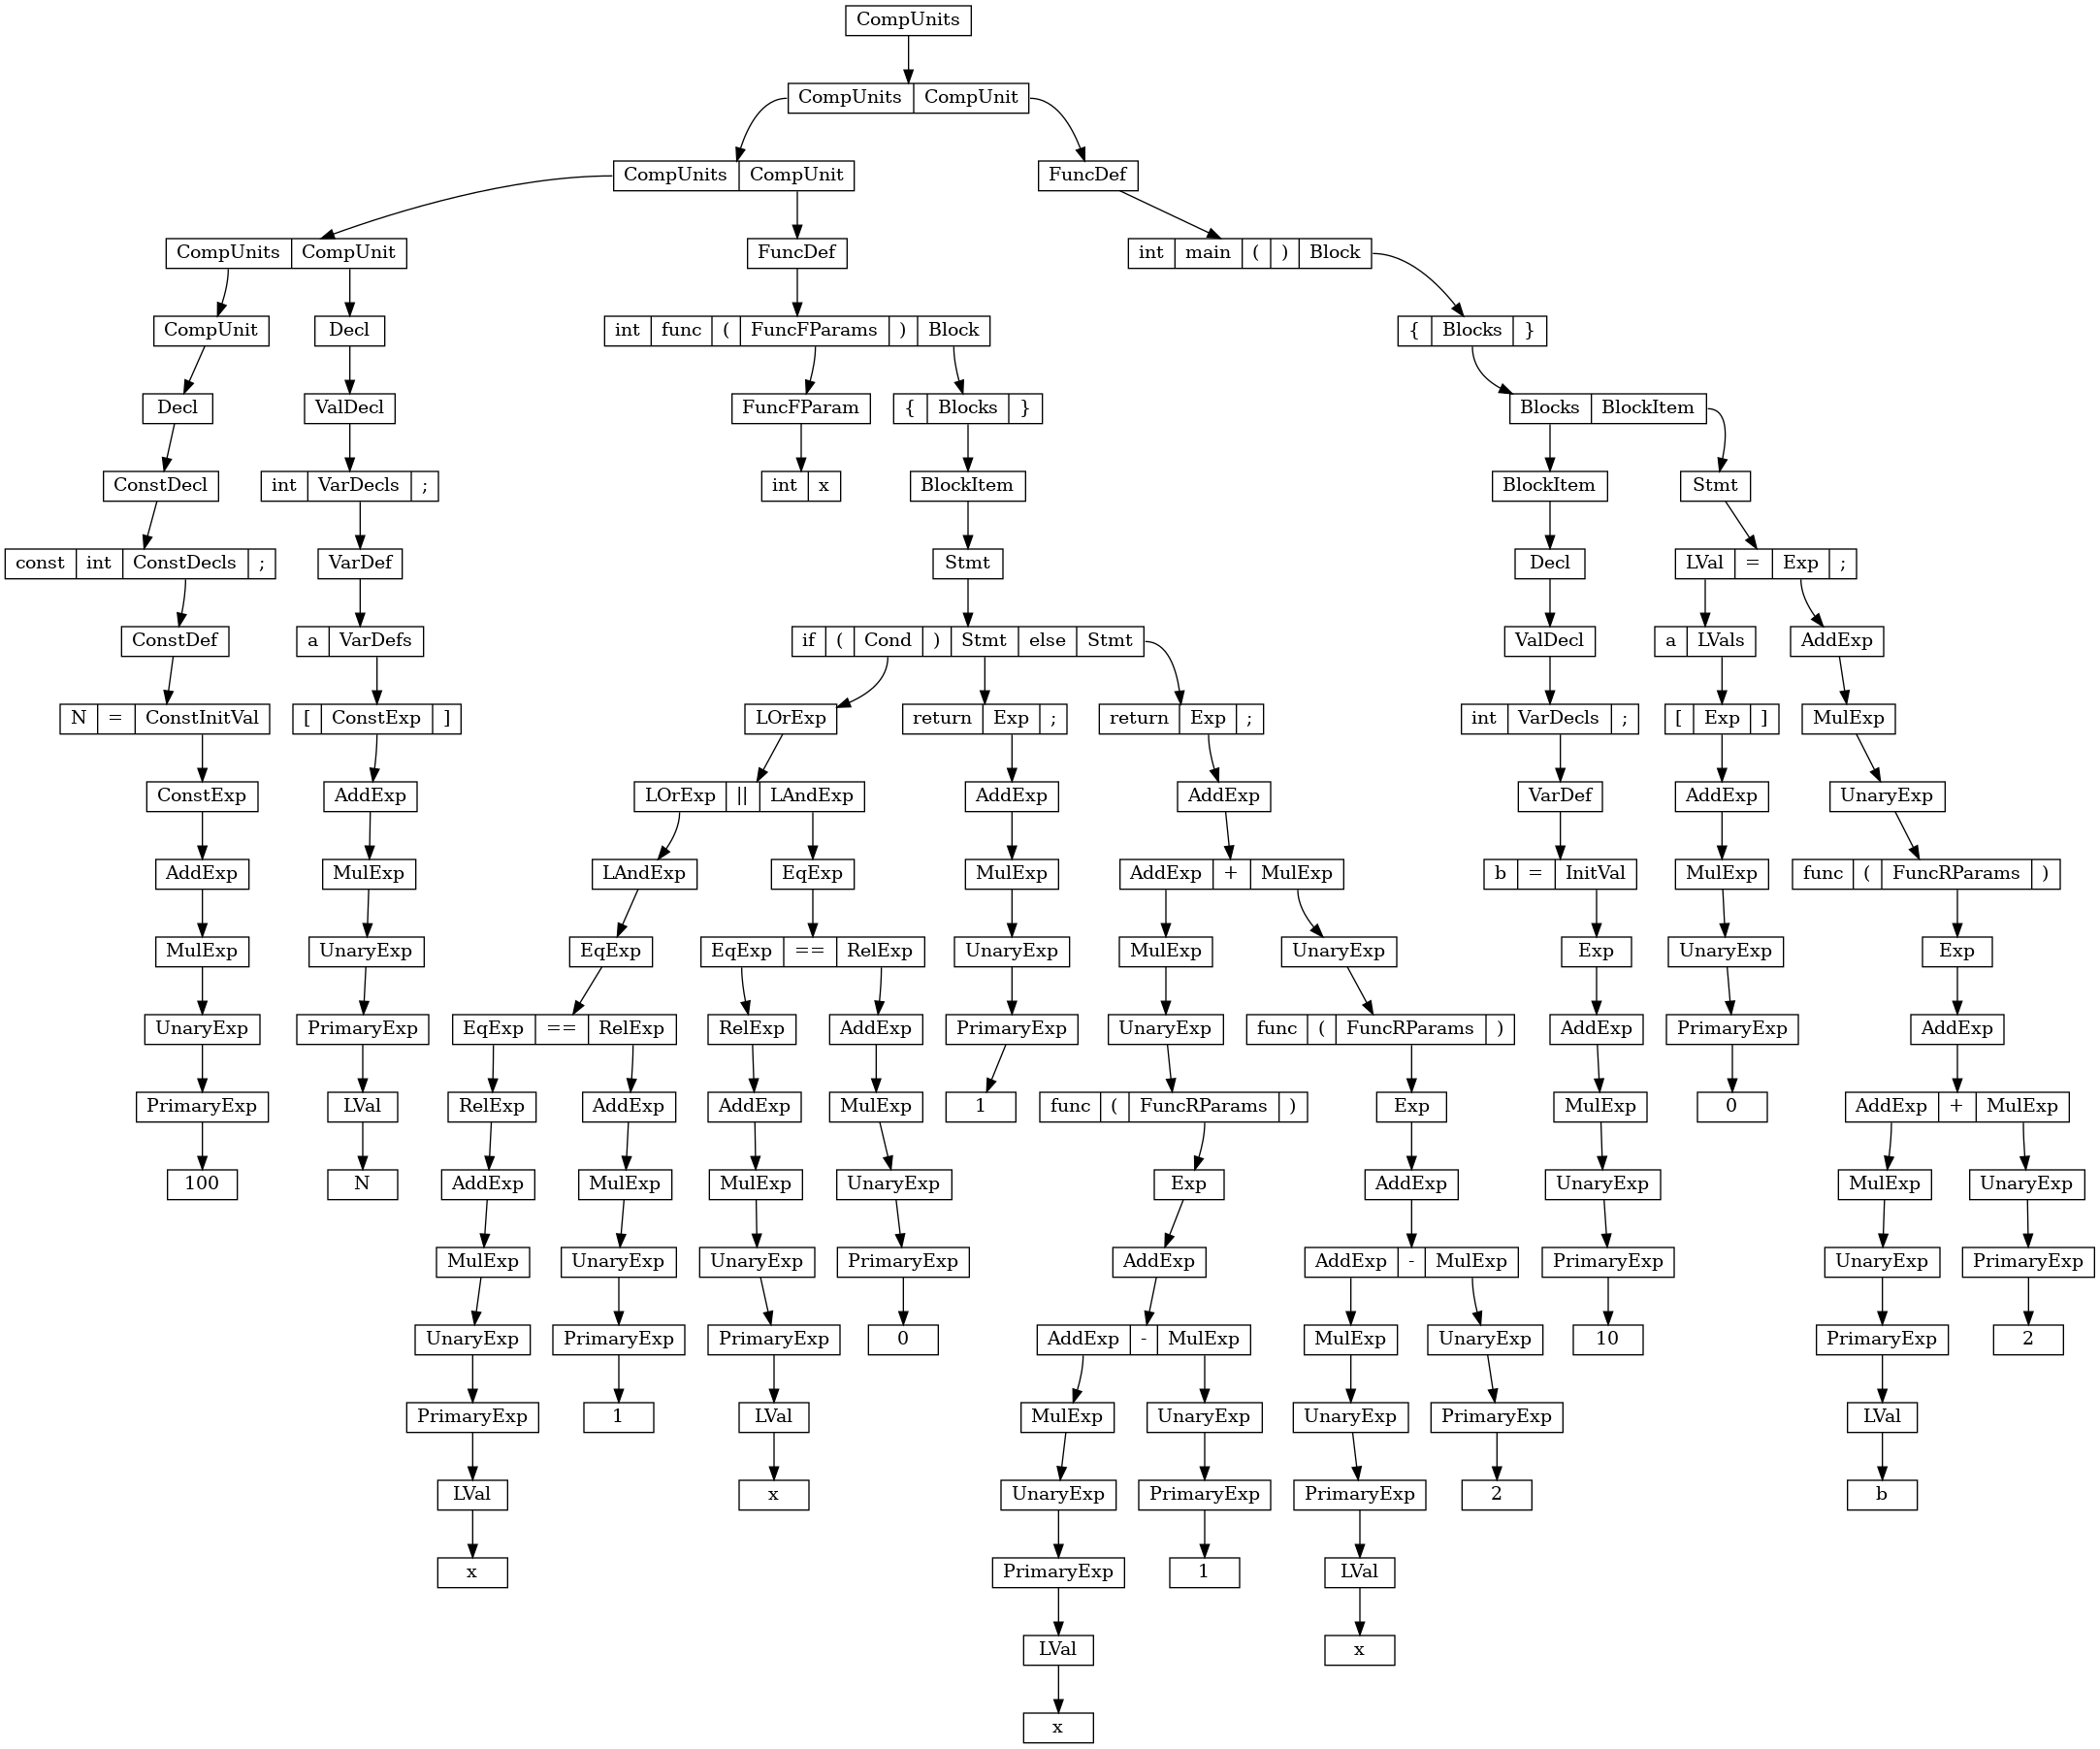 CompUnits
CompUnits CompUnit
CompUnits CompUnit FuncDef
CompUnits CompUnit FuncDef int main ( ) Block
CompUnit Decl int func ( FuncFParams ) Block { Blocks }
Decl ValDecl FuncFParam { Blocks } Blocks BlockItem
ConstDecl int VarDecls ; int x BlockItem BlockItem Stmt
const int ConstDecls ; VarDef Stmt Decl LVal = Exp ;
ConstDef a VarDefs if ( Cond ) Stmt else Stmt ValDecl a LVals AddExp
N = ConstInitVal [ ConstExp ] LOrExp return Exp ; return Exp ; int VarDecls ; [ Exp ] MulExp
ConstExp AddExp LOrExp || LAndExp AddExp AddExp VarDef AddExp UnaryExp
AddExp MulExp LAndExp EqExp MulExp AddExp + MulExp b = InitVal MulExp func ( FuncRParams )
MulExp UnaryExp EqExp EqExp == RelExp UnaryExp MulExp UnaryExp Exp UnaryExp Exp
UnaryExp PrimaryExp EqExp == RelExp RelExp AddExp PrimaryExp UnaryExp func ( FuncRParams ) AddExp PrimaryExp AddExp
PrimaryExp LVal RelExp AddExp AddExp MulExp 1 func ( FuncRParams ) Exp MulExp 0 AddExp + MulExp
100 N AddExp MulExp MulExp UnaryExp Exp AddExp UnaryExp MulExp UnaryExp
MulExp UnaryExp UnaryExp PrimaryExp AddExp AddExp - MulExp PrimaryExp UnaryExp PrimaryExp
UnaryExp PrimaryExp PrimaryExp 0 AddExp - MulExp MulExp UnaryExp 10 PrimaryExp 2
PrimaryExp 1 LVal MulExp UnaryExp UnaryExp PrimaryExp LVal
LVal x UnaryExp PrimaryExp PrimaryExp 2 b
x PrimaryExp 1 LVal
LVal x
x